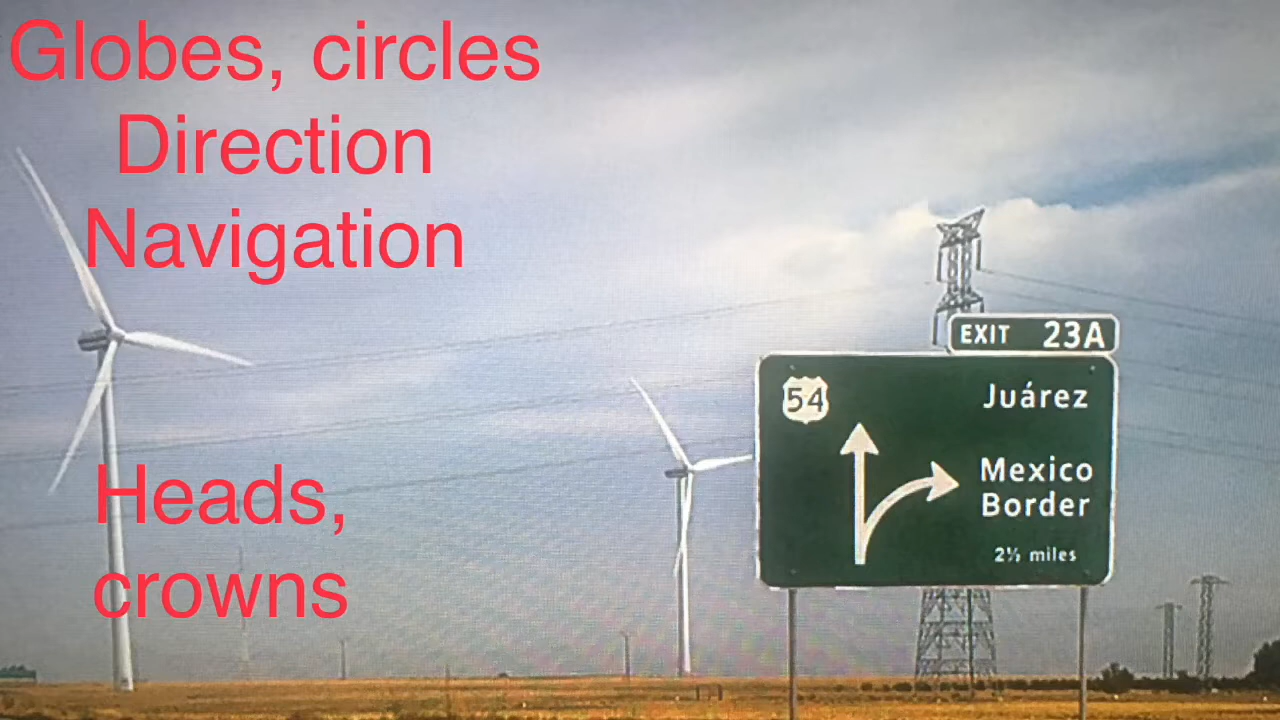 Globes, circles
Direction
Navigation
Heads,
crowns
EXIT 23A
54
Juárez
Mexico
Border
2½ miles